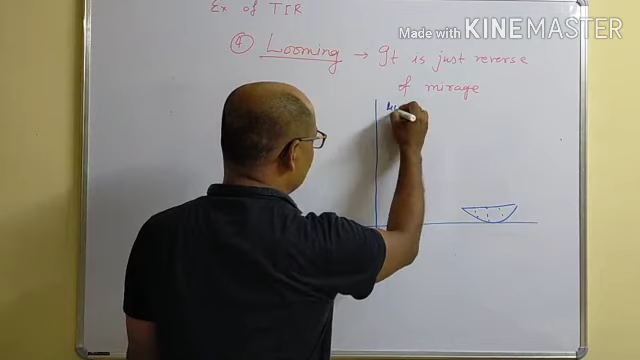 Ex of TIR
Made with KINEMASTER
④ Looming → It is just reverse
of mirage